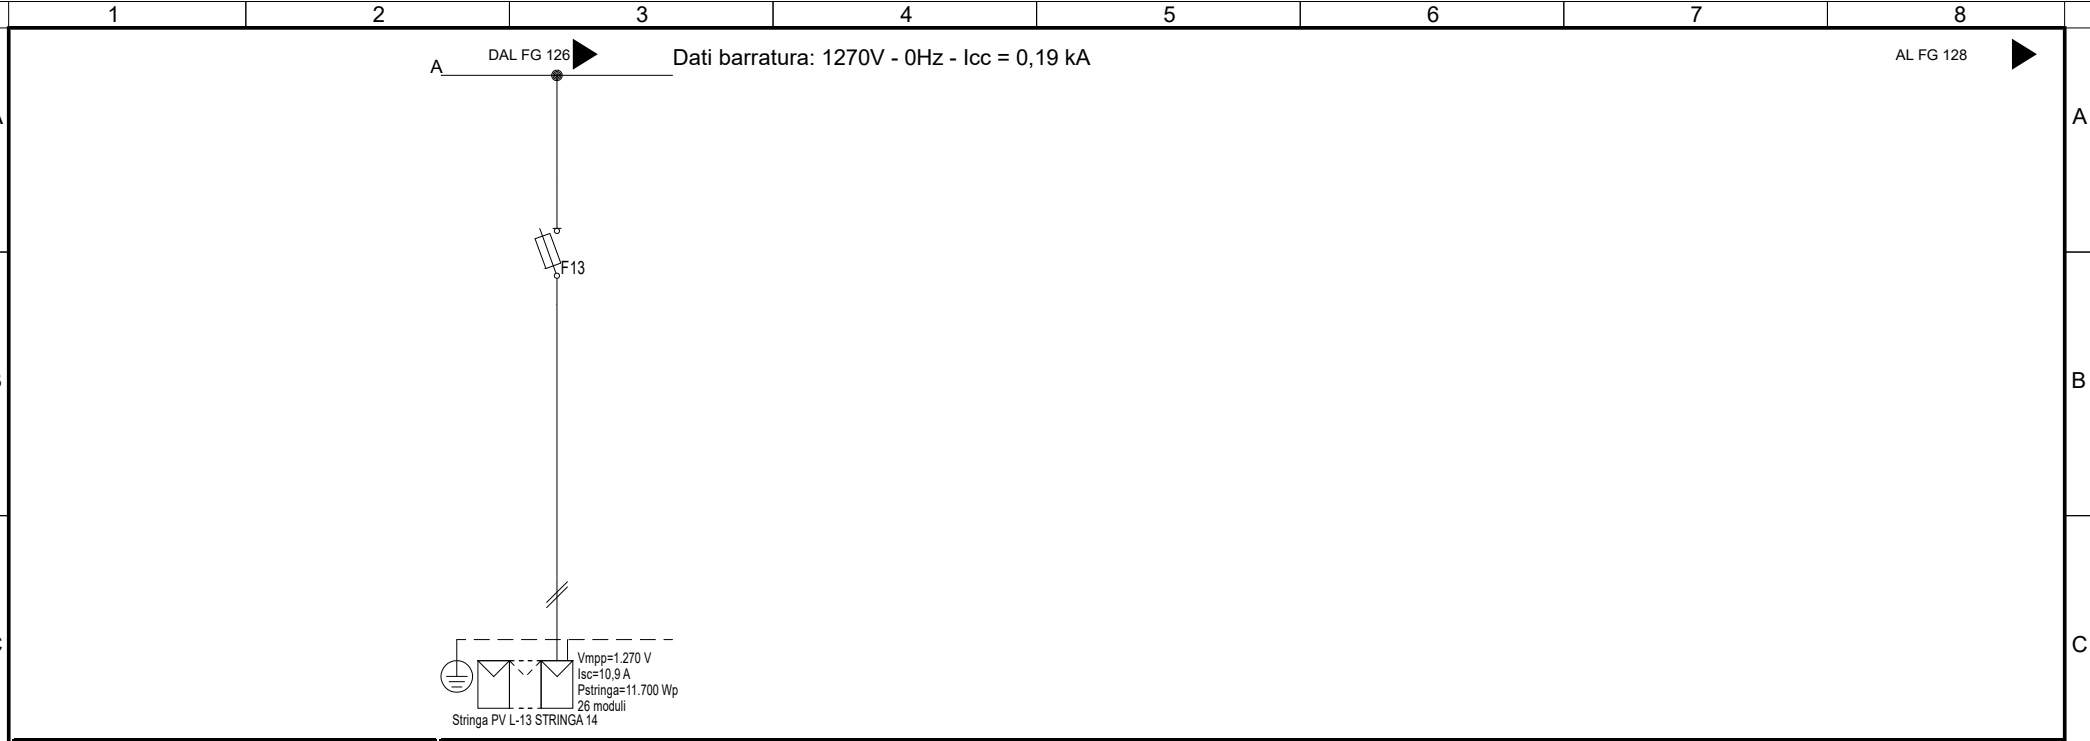 1 2 3 4 5 6 7 8
DAL FG 126
Dati barratura: 1270V - 0Hz - Icc = 0,19 kA
AL FG 128
A
A
F13
B
C
Vmpp=1.270 V
Isc=10,9 A
Pstringa=11.700 Wp
26 moduli
Stringa PV L-13 STRINGA 14